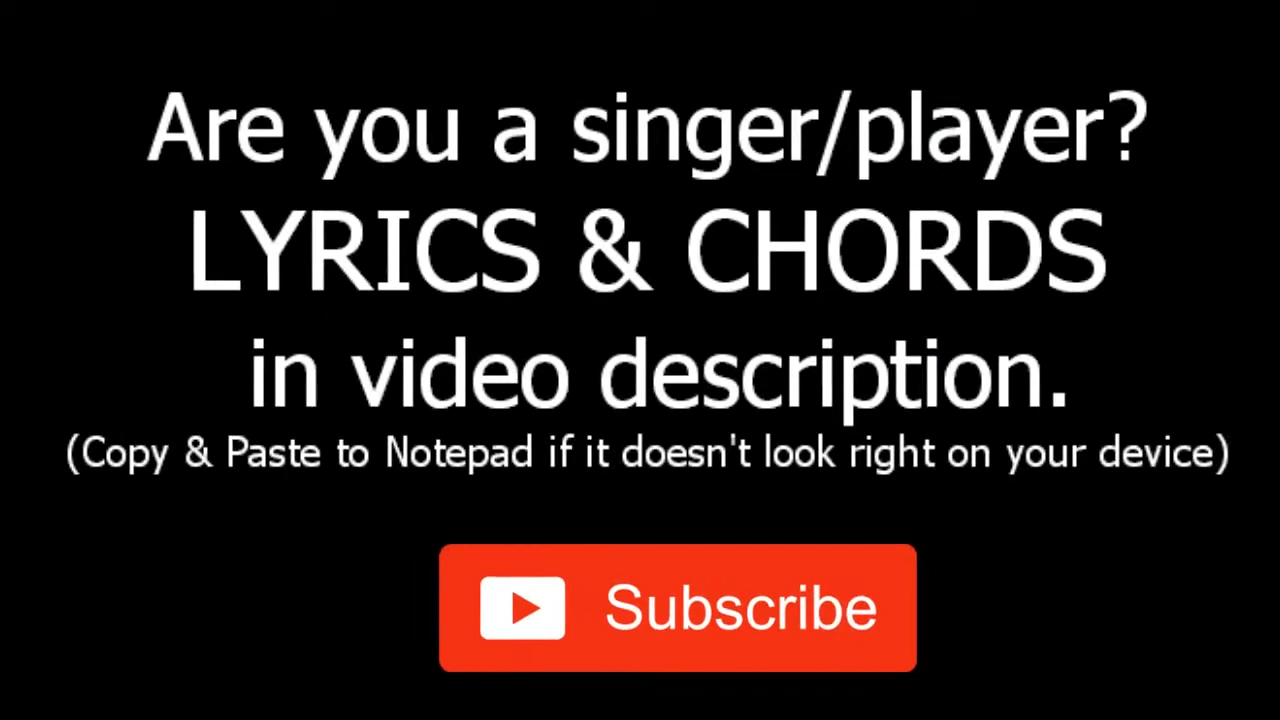 Are you a singer/player?
LYRICS & CHORDS
in video description.
(Copy & Paste to Notepad if it doesn't look right on your device)
Subscribe